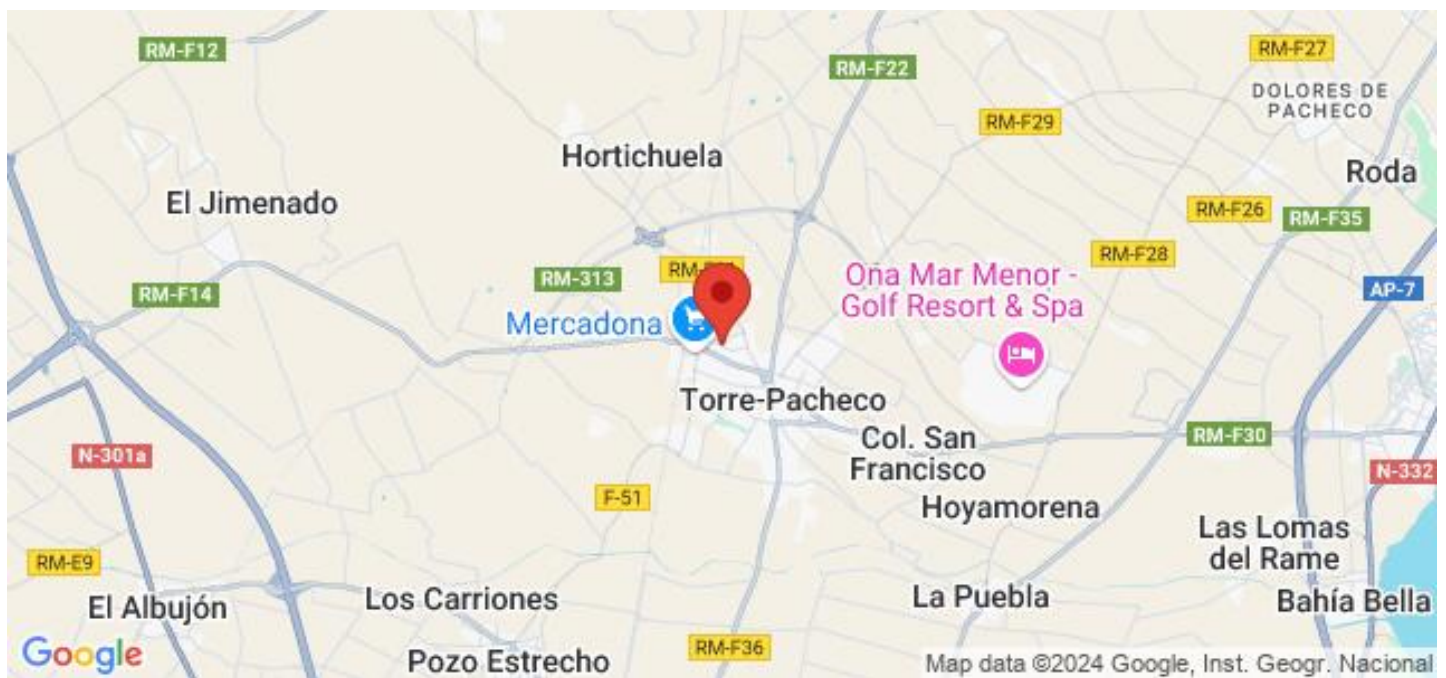 RM-F12
RM-F22
RM-F27
DOLORES DE
PACHECO
RM-F29
Hortichuela
Roda
El Jimenado
RM-F26
RM-F35
RM-F28
RM-313
Ona Mar Menor -
Golf Resort & Spa
RM-F14
AP-7
Mercadona
Torre-Pacheco
Col. San
Francisco
RM-F30
N-301a
N-332
F-51
Hoyamorena
Las Lomas
del Rame
RM-E9
El Albujón
Los Carriones
La Puebla
Bahía Bella
Google
Pozo Estrecho
RM-F36
Map data ©2024 Google, Inst. Geogr. Nacional